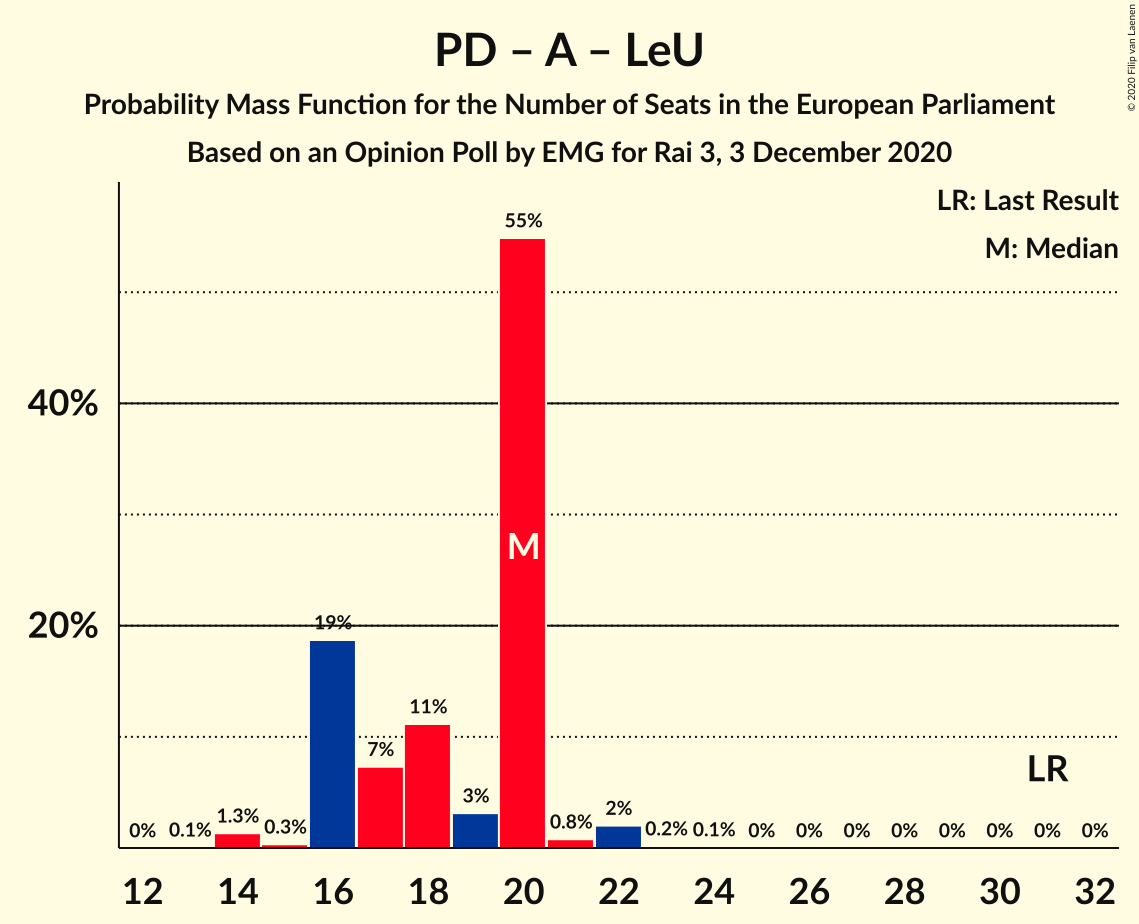 PD – A – LeU
Probability Mass Function for the Number of Seats in the European Parliament
Based on an Opinion Poll by EMG for Rai 3, 3 December 2020
© 2020 Filip van Laenen
LR: Last Result
M: Median
55%
40%
M
20%
19%
11%
7%
LR
3%
2%
1.3%
0.8%
0.3%
0% 0.1% 0.2% 0.1% 0% 0% 0% 0% 0% 0% 0% 0%
12 14 16 18 20 22 24 26 28 30 32